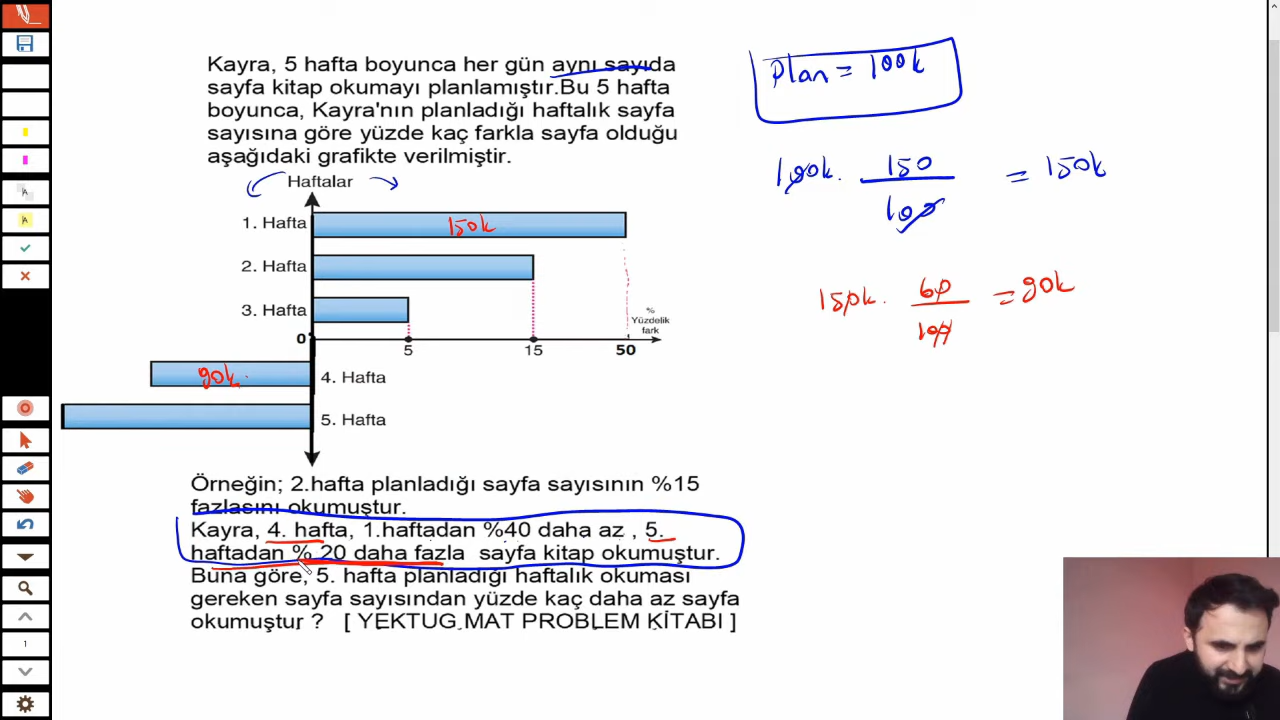 Kayra, 5 hafta boyunca her gün aynı sayıda
sayfa kitap okumayı planlamıştır.Bu 5 hafta
boyunca, Kayra'nın planladığı haftalık sayfa
sayısına göre yüzde kaç farkla sayfa olduğu
aşağıdaki grafikte verilmiştir.
Plan = 100k
100k. 150/100 = 150k
150k. 60/100 = 90k
Haftalar
1. Hafta 150k
2. Hafta
3. Hafta
% Yüzdelik fark
0 5 15 50
90k. 4. Hafta
5. Hafta
Örneğin; 2.hafta planladığı sayfa sayısının %15
fazlasını okumuştur.
Kayra, 4. hafta, 1.haftadan %40 daha az , 5.
haftadan % 20 daha fazla sayfa kitap okumuştur.
Buna göre, 5. hafta planladığı haftalık okuması
gereken sayfa sayısından yüzde kaç daha az sayfa
okumuştur ? [ YEKTUG MAT PROBLEM KİTABI ]
A
A
1